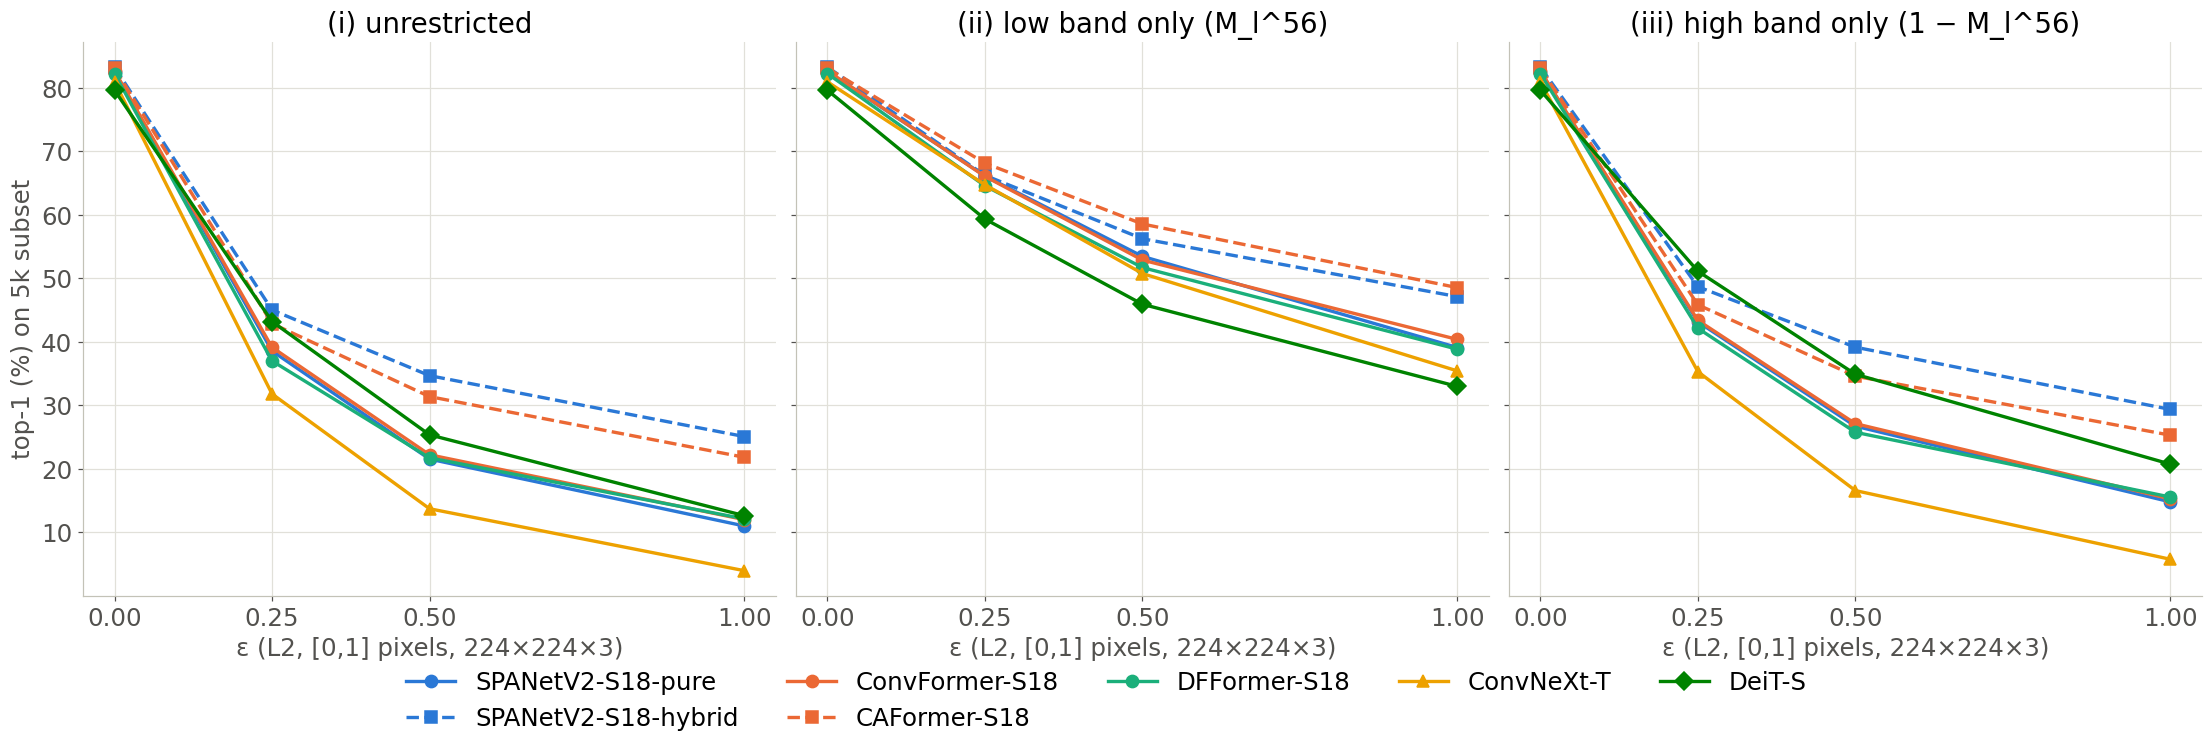 (i) unrestricted
(ii) low band only (M_l^56)
(iii) high band only (1 − M_l^56)
top-1 (%) on 5k subset
80
70
60
50
40
30
20
10
0.00 0.25 0.50 1.00
0.00 0.25 0.50 1.00
0.00 0.25 0.50 1.00
ε (L2, [0,1] pixels, 224×224×3)
ε (L2, [0,1] pixels, 224×224×3)
ε (L2, [0,1] pixels, 224×224×3)
SPANetV2-S18-pure ConvFormer-S18 DFFormer-S18 ConvNeXt-T DeiT-S
SPANetV2-S18-hybrid CAFormer-S18